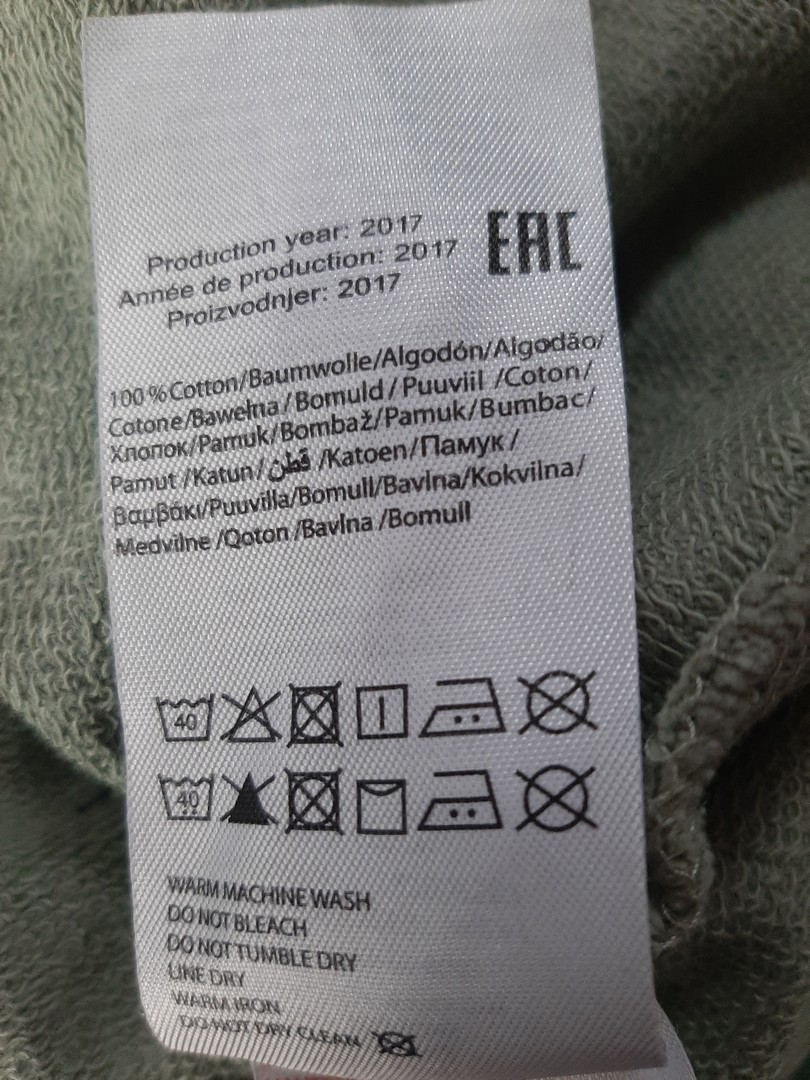 Production year: 2017
Année de production: 2017
Proizvodnjer: 2017
EAC
100 % Cotton/Baumwolle/Algodón/Algodão/
Cotone/Bawełna/Bomuld/Puuviil/Coton/
Хлопок/Pamuk/Bombaž/Pamuk/Bumbac/
Pamut/Katun/قطن/Katoen/Памук/
Βαμβάκι/Puuvilla/Bomull/Bavlna/Kokvilna/
Medvilne/Qoton/Bavlna/Bomull
40
40
WARM MACHINE WASH
DO NOT BLEACH
DO NOT TUMBLE DRY
LINE DRY
WARM IRON
DO NOT DRY CLEAN